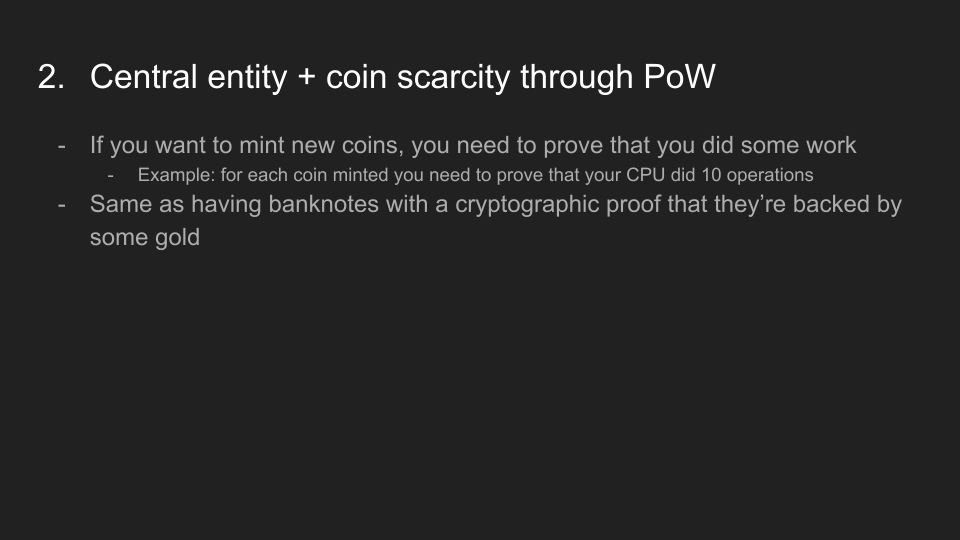 2. Central entity + coin scarcity through PoW
- If you want to mint new coins, you need to prove that you did some work
- Example: for each coin minted you need to prove that your CPU did 10 operations
- Same as having banknotes with a cryptographic proof that they’re backed by
some gold